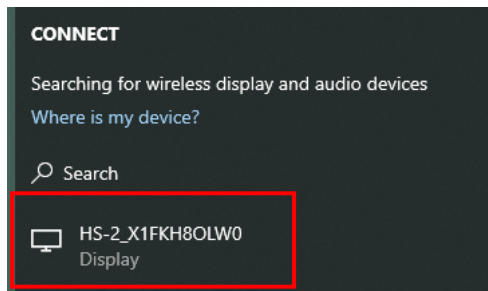 CONNECT
Searching for wireless display and audio devices
Where is my device?
Search
HS-2_X1FKH8OLW0
Display